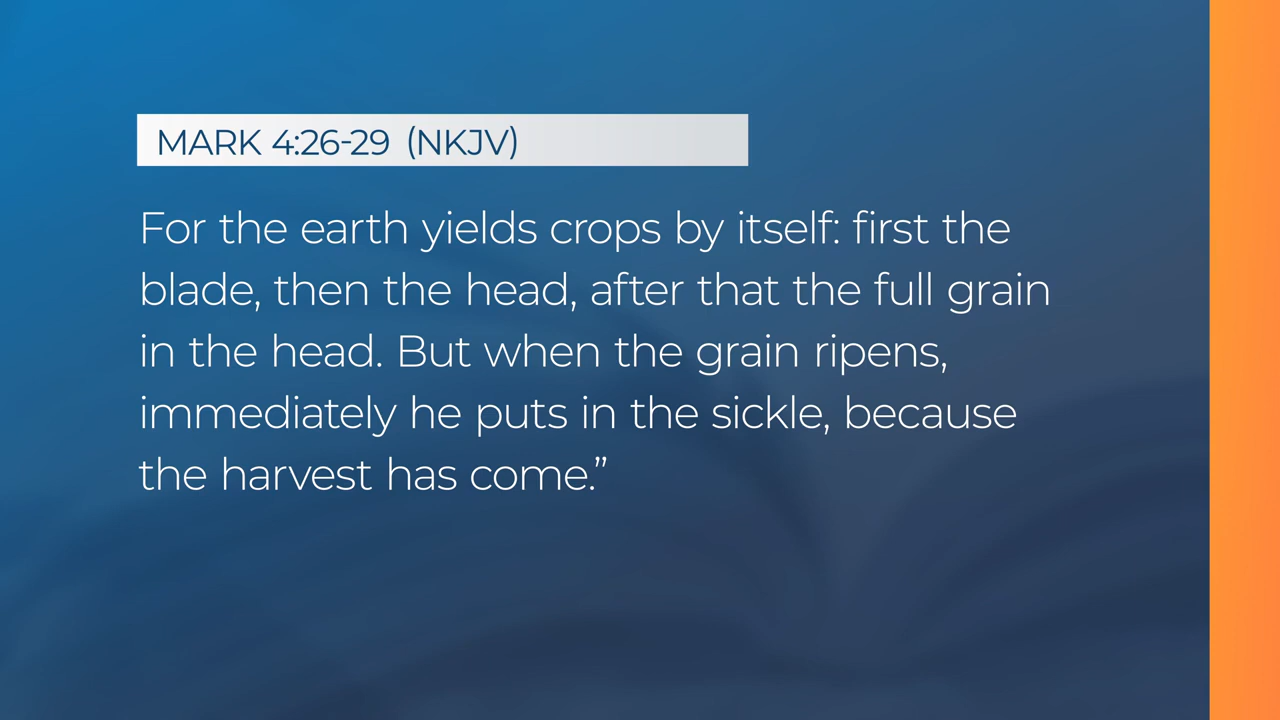 MARK 4:26-29 (NKJV)
For the earth yields crops by itself: first the
blade, then the head, after that the full grain
in the head. But when the grain ripens,
immediately he puts in the sickle, because
the harvest has come.”